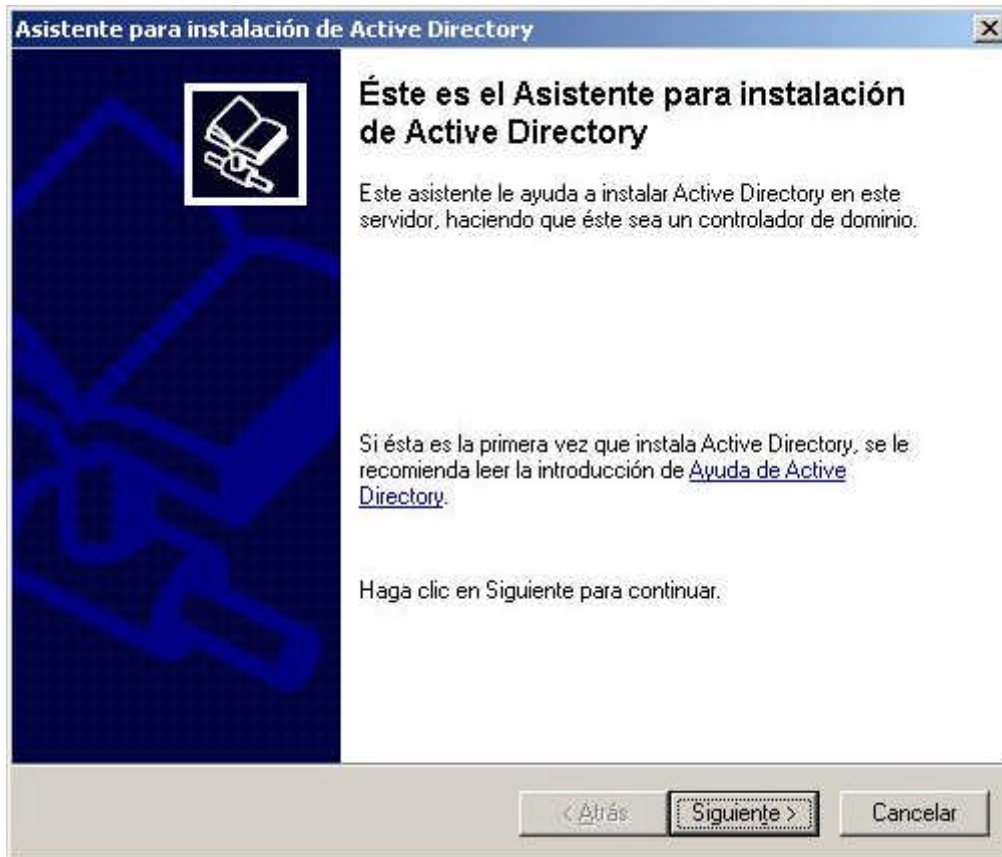 Asistente para instalación de Active Directory
Éste es el Asistente para instalación
de Active Directory
Este asistente le ayuda a instalar Active Directory en este
servidor, haciendo que éste sea un controlador de dominio.
Si ésta es la primera vez que instala Active Directory, se le
recomienda leer la introducción de Ayuda de Active
Directory.
Haga clic en Siguiente para continuar.
< Atrás
Siguiente >
Cancelar